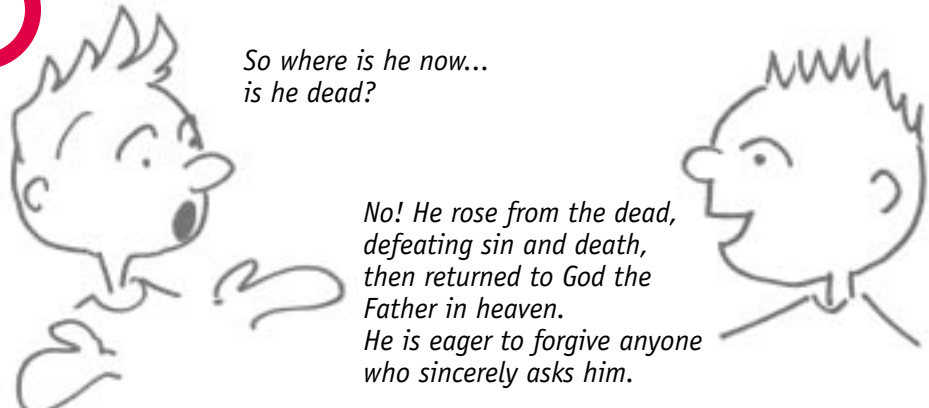 So where is he now...
is he dead?
No! He rose from the dead,
defeating sin and death,
then returned to God the
Father in heaven.
He is eager to forgive anyone
who sincerely asks him.